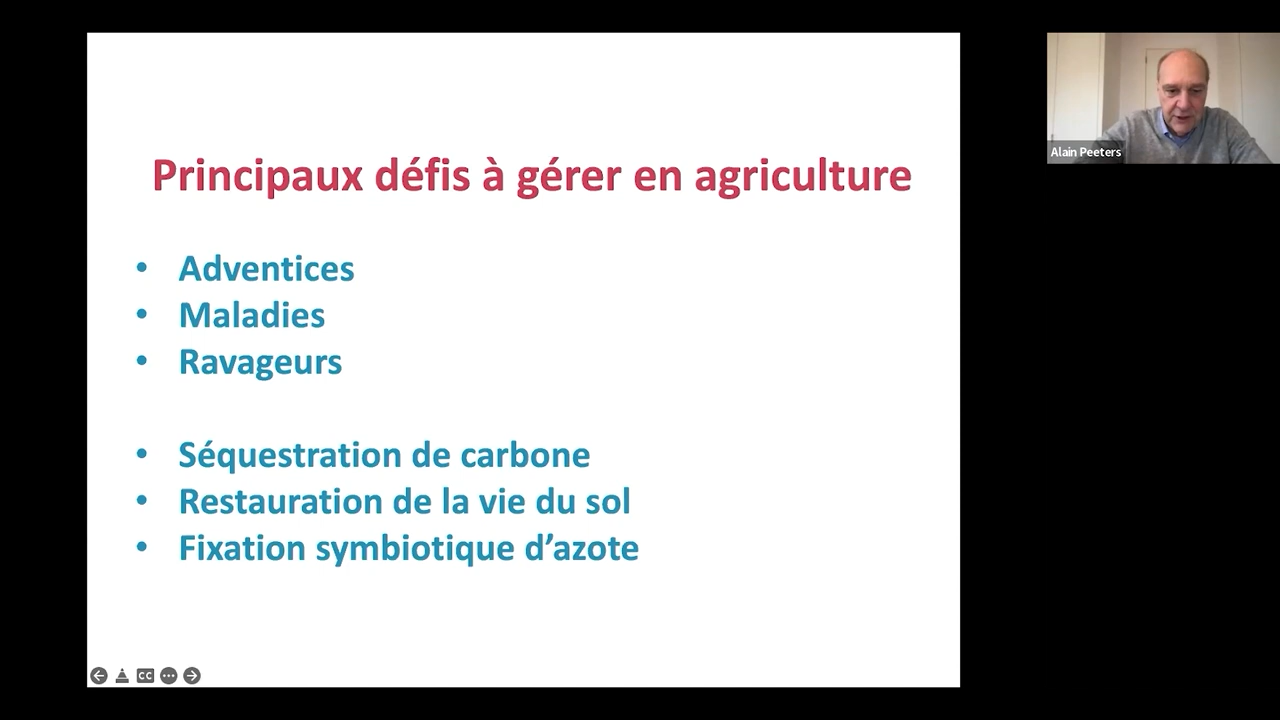 Principaux défis à gérer en agriculture
• Adventices
• Maladies
• Ravageurs
• Séquestration de carbone
• Restauration de la vie du sol
• Fixation symbiotique d’azote
Alain Peeters
CC